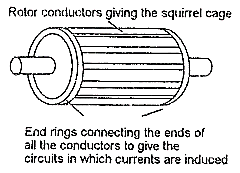 Rotor conductors giving the squirrel cage
End rings connecting the ends of
all the conductors to give the
circuits in which currents are induced